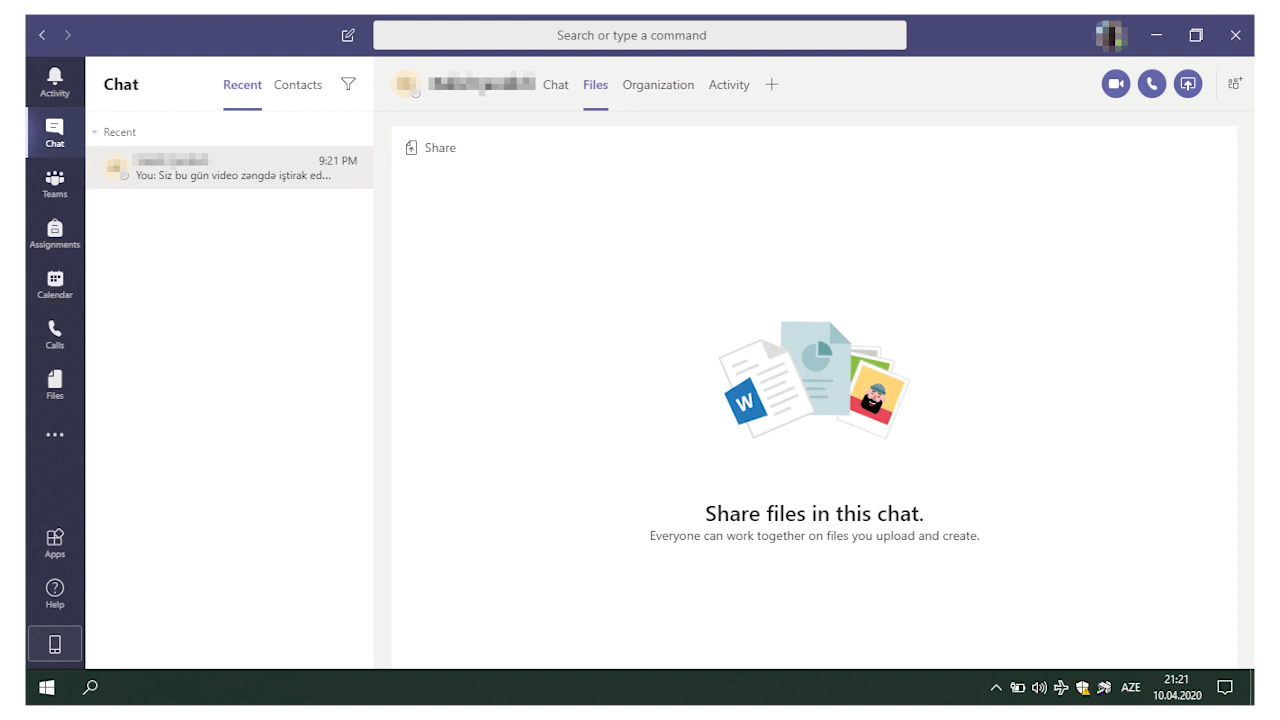 Search or type a command
Activity
Chat
Teams
Assignments
Calendar
Calls
Files
Apps
Help
Chat
Recent
Contacts
Recent
9:21 PM
You: Siz bu gün video zəngdə iştirak ed...
Chat
Files
Organization
Activity
Share
W
Share files in this chat.
Everyone can work together on files you upload and create.
AZE
21:21
10.04.2020